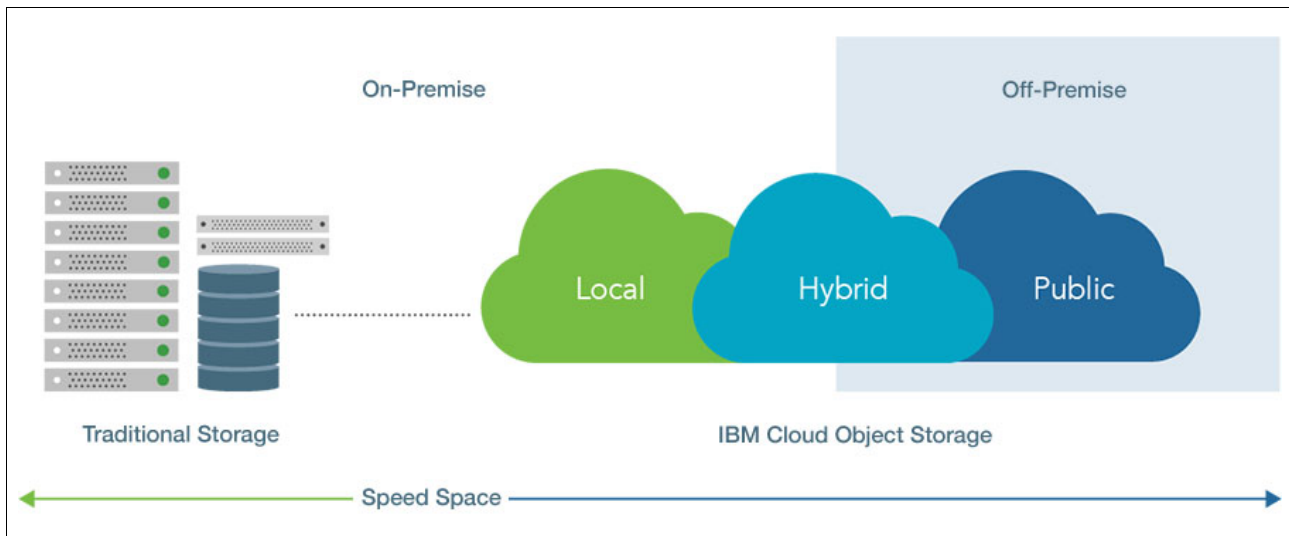 On-Premise
Off-Premise
Local
Hybrid
Public
Traditional Storage
IBM Cloud Object Storage
Speed Space